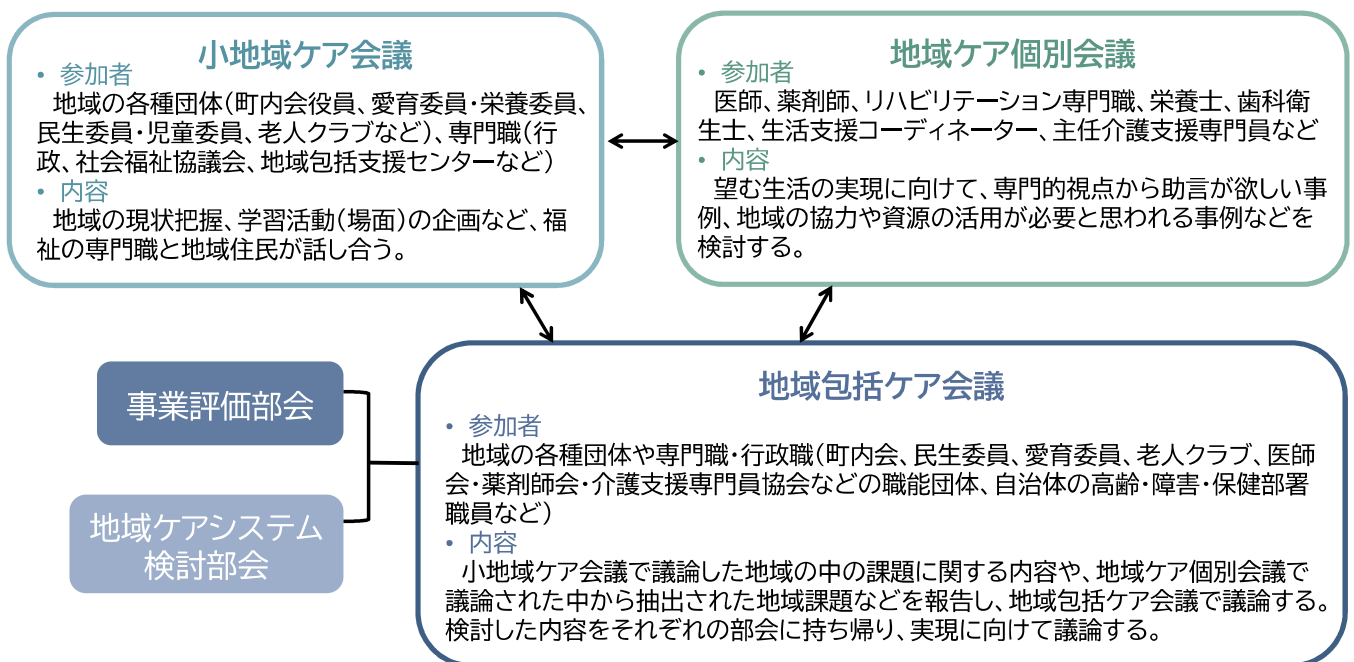 小地域ケア会議
• 参加者
地域の各種団体（町内会役員、愛育委員・栄養委員、
民生委員・児童委員、老人クラブなど）、専門職（行
政、社会福祉協議会、地域包括支援センターなど）
• 内容
地域の現状把握、学習活動（場面）の企画など、福
祉の専門職と地域住民が話し合う。
地域ケア個別会議
• 参加者
医師、薬剤師、リハビリテーション専門職、栄養士、歯科衛
生士、生活支援コーディネーター、主任介護支援専門員など
• 内容
望む生活の実現に向けて、専門的視点から助言が欲しい事
例、地域の協力や資源の活用が必要と思われる事例などを
検討する。
事業評価部会
地域ケアシステム
検討部会
地域包括ケア会議
• 参加者
地域の各種団体や専門職・行政職（町内会、民生委員、愛育委員、老人クラブ、医師
会・薬剤師会・介護支援専門員協会などの職能団体、自治体の高齢・障害・保健部署
職員など）
• 内容
小地域ケア会議で議論した地域の中の課題に関する内容や、地域ケア個別会議で
議論された中から抽出された地域課題などを報告し、地域包括ケア会議で議論する。
検討した内容をそれぞれの部会に持ち帰り、実現に向けて議論する。